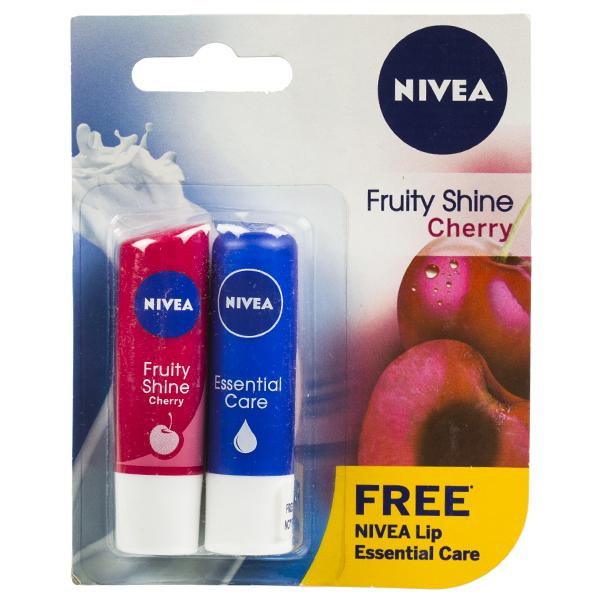 NIVEA
Fruity Shine
Cherry
NIVEA
Fruity
Shine
Cherry
NIVEA
Essential
Care
FREE*
NIVEA Lip
Essential Care